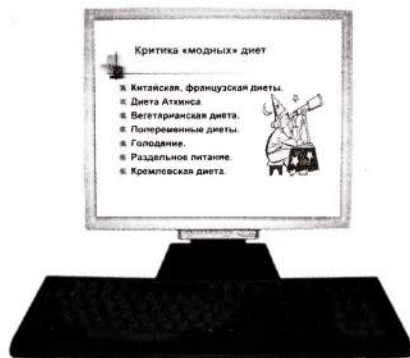 Критика «модных» диет
Китайская, французская диеты.
Диета Аткинса.
Вегетарианская диета.
Попеременные диеты.
Голодание.
Раздельное питание.
Кремлевская диета.